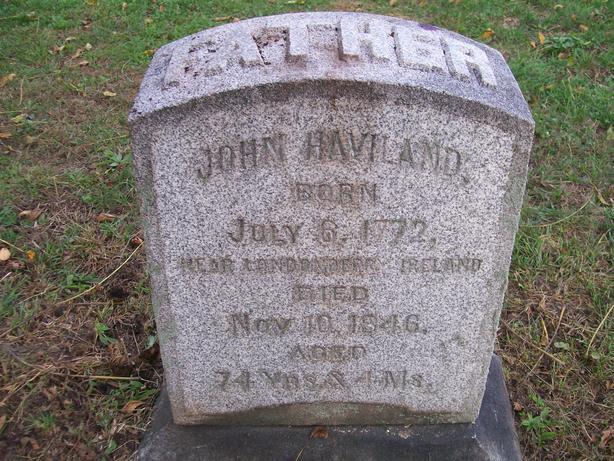 FATHER
JOHN HAVILAND.
BORN
JULY 6, 1772,
NEAR LONDONDERRY IRELAND
DIED
NOV. 10, 1846.
AGED
74 YRS. & 4 MS.